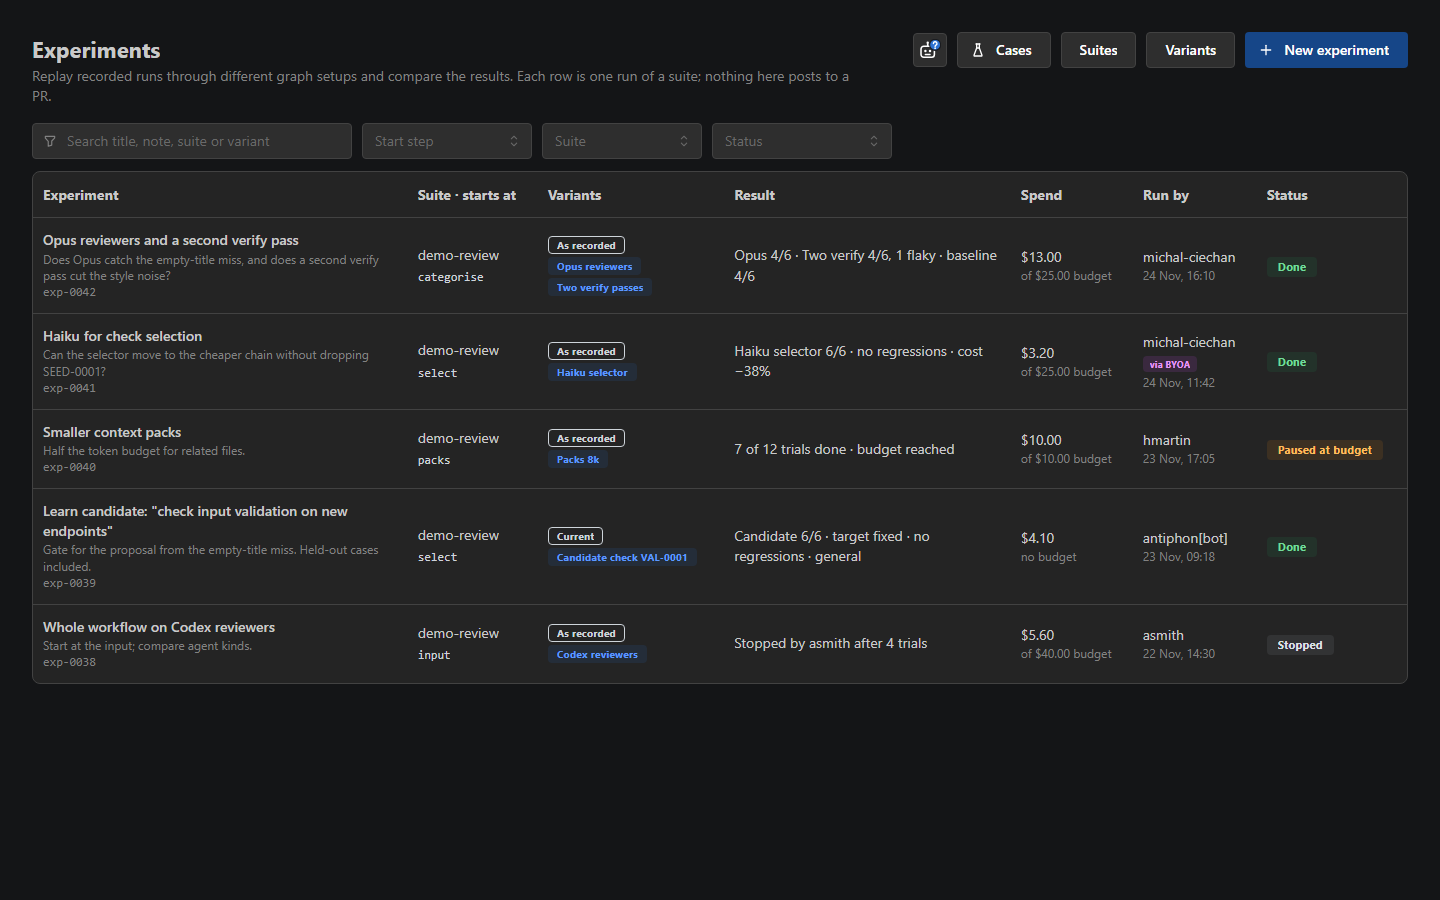 Experiments
Replay recorded runs through different graph setups and compare the results. Each row is one run of a suite; nothing here posts to a
PR.
?
Cases
Suites
Variants
New experiment
Search title, note, suite or variant
Start step
Suite
Status
Experiment
Suite · starts at
Variants
Result
Spend
Run by
Status
Opus reviewers and a second verify pass
Does Opus catch the empty-title miss, and does a second verify
pass cut the style noise?
exp-0042
demo-review
categorise
As recorded
Opus reviewers
Two verify passes
Opus 4/6 · Two verify 4/6, 1 flaky · baseline
4/6
$13.00
of $25.00 budget
michal-ciechan
24 Nov, 16:10
Done
Haiku for check selection
Can the selector move to the cheaper chain without dropping
SEED-0001?
exp-0041
demo-review
select
As recorded
Haiku selector
Haiku selector 6/6 · no regressions · cost
−38%
$3.20
of $25.00 budget
michal-ciechan
via BYOA
24 Nov, 11:42
Done
Smaller context packs
Half the token budget for related files.
exp-0040
demo-review
packs
As recorded
Packs 8k
7 of 12 trials done · budget reached
$10.00
of $10.00 budget
hmartin
23 Nov, 17:05
Paused at budget
Learn candidate: "check input validation on new
endpoints"
Gate for the proposal from the empty-title miss. Held-out cases
included.
exp-0039
demo-review
select
Current
Candidate check VAL-0001
Candidate 6/6 · target fixed · no
regressions · general
$4.10
no budget
antiphon[bot]
23 Nov, 09:18
Done
Whole workflow on Codex reviewers
Start at the input; compare agent kinds.
exp-0038
demo-review
input
As recorded
Codex reviewers
Stopped by asmith after 4 trials
$5.60
of $40.00 budget
asmith
22 Nov, 14:30
Stopped